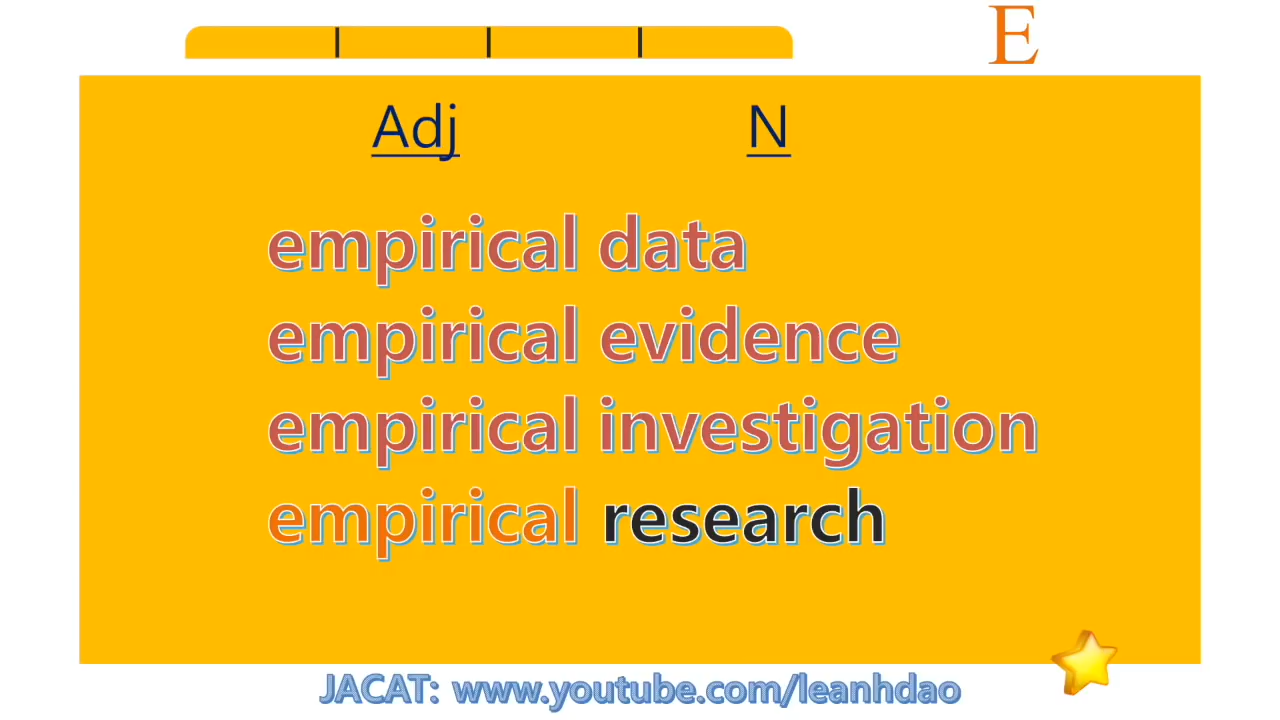 E
Adj N
empirical data
empirical evidence
empirical investigation
empirical research
JACAT: www.youtube.com/leanhdao